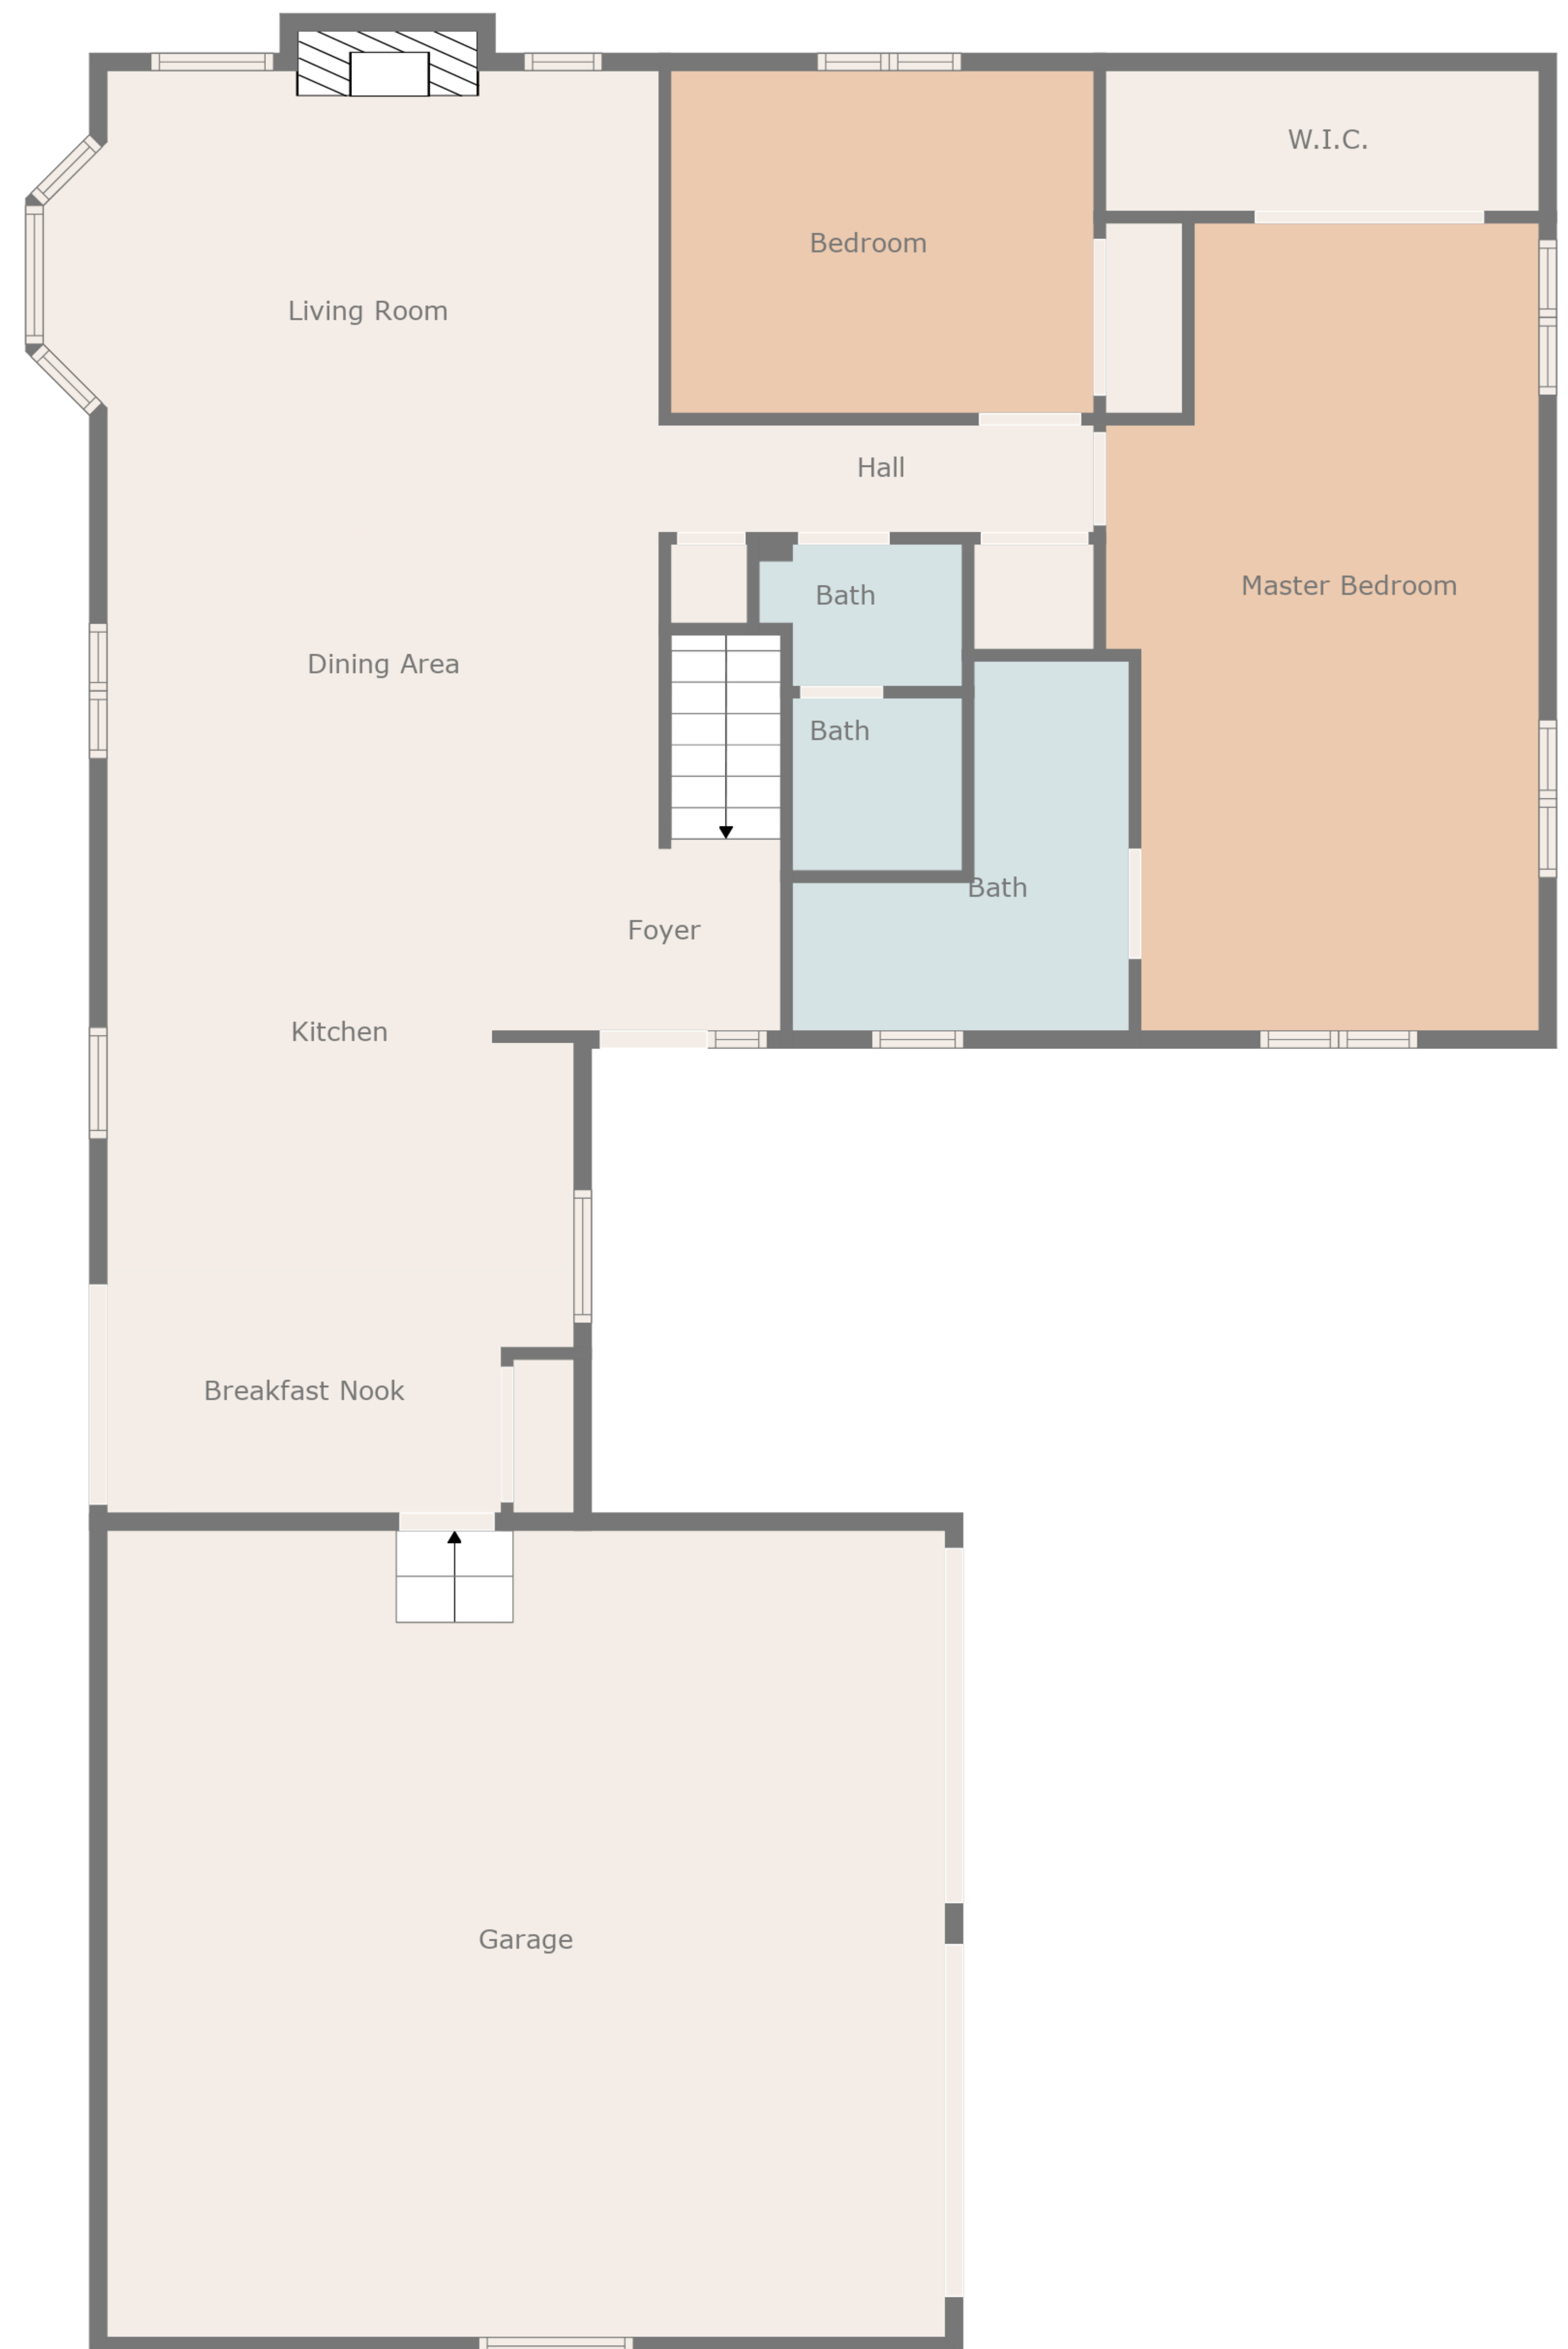 W.I.C.
Bedroom
Living Room
Hall
Master Bedroom
Bath
Dining Area
Bath
Bath
Foyer
Kitchen
Breakfast Nook
Garage